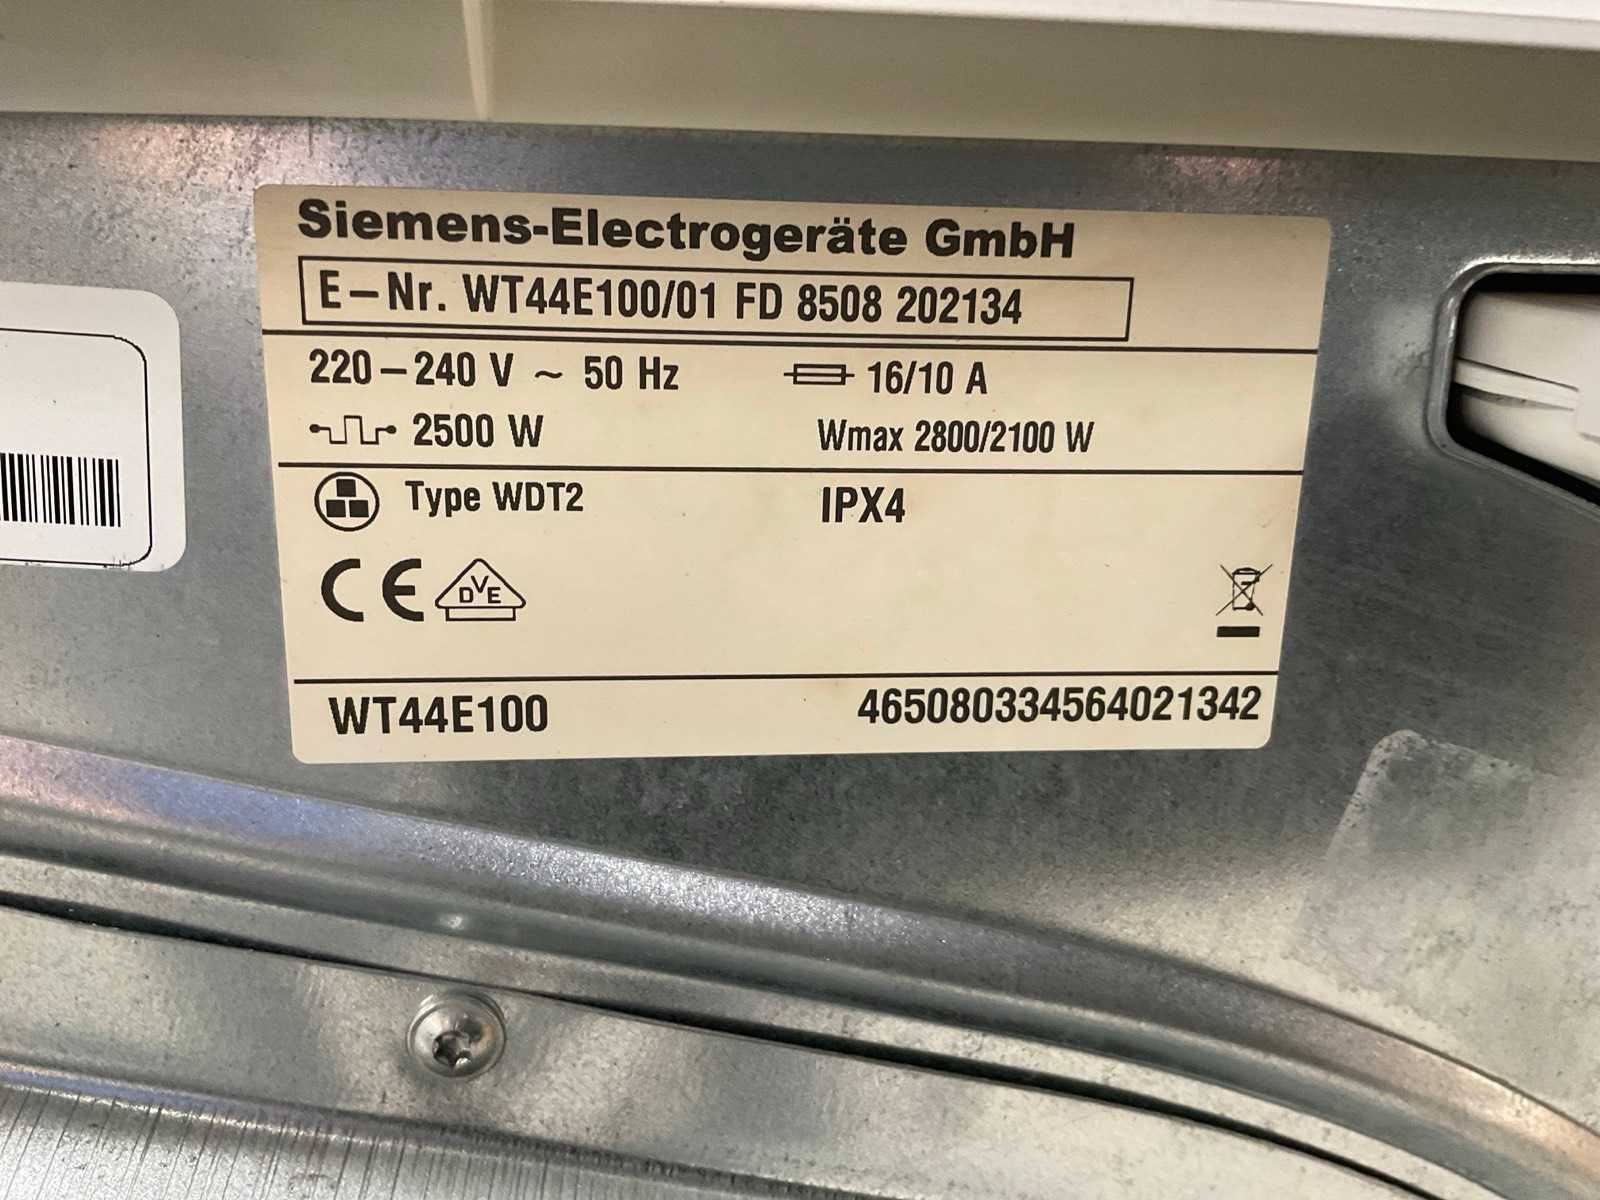 Siemens-Electrogeräte GmbH
E-Nr. WT44E100/01 FD 8508 202134
220-240 V ~ 50 Hz 16/10 A
2500 W Wmax 2800/2100 W
Type WDT2 IPX4
CE DVE
WT44E100 465080334564021342